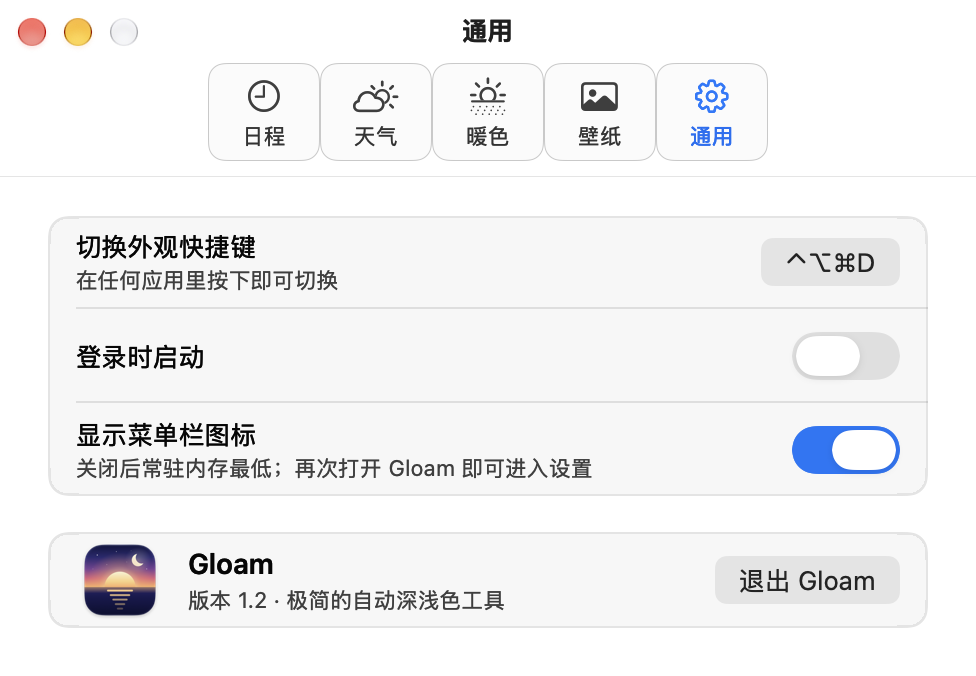 通用
日程
天气
暖色
壁纸
通用
切换外观快捷键
在任何应用里按下即可切换
^⌥⌘D
登录时启动
显示菜单栏图标
关闭后常驻内存最低；再次打开 Gloam 即可进入设置
Gloam
版本 1.2 · 极简的自动深浅色工具
退出 Gloam